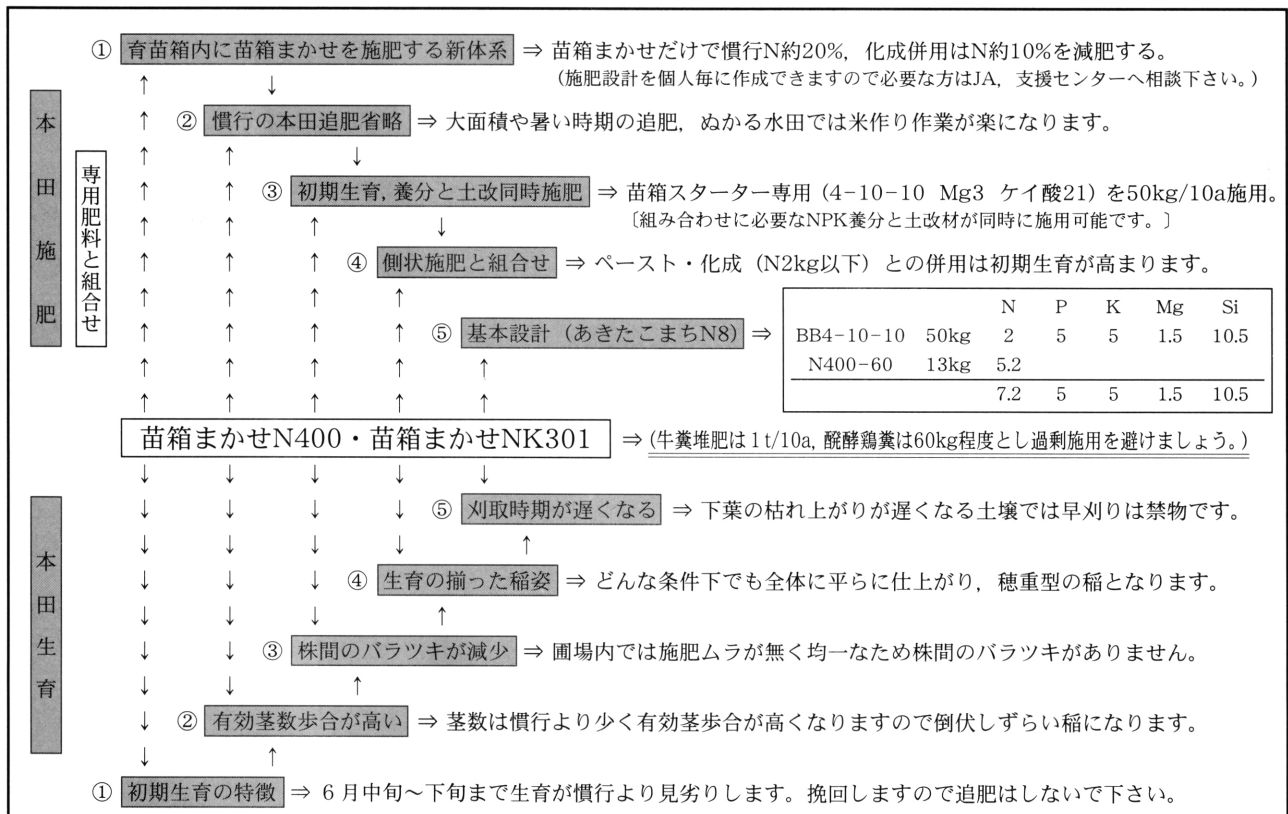 ① 育苗箱内に苗箱まかせを施肥する新体系 ⇒ 苗箱まかせだけで慣行N約20%，化成併用はN約10%を減肥する。
(施肥設計を個人毎に作成できますので必要な方はJA，支援センターへ相談下さい。)
本田施肥
専用肥料と組合せ
② 慣行の本田追肥省略 ⇒ 大面積や暑い時期の追肥，ぬかる水田では米作り作業が楽になります。
③ 初期生育，養分と土改同時施肥 ⇒ 苗箱スターター専用（4-10-10 Mg3 ケイ酸21）を50kg/10a施用。
〔組み合わせに必要なNPK養分と土改材が同時に施用可能です。〕
④ 側状施肥と組合せ ⇒ ペースト・化成（N2kg以下）との併用は初期生育が高まります。
⑤ 基本設計（あきたこまちN8） ⇒
N P K Mg Si
BB4-10-10 50kg 2 5 5 1.5 10.5
N400-60 13kg 5.2
7.2 5 5 1.5 10.5
苗箱まかせN400・苗箱まかせNK301 ⇒ (牛糞堆肥は1t/10a，醗酵鶏糞は60kg程度とし過剰施用を避けましょう。)
本田生育
⑤ 刈取時期が遅くなる ⇒ 下葉の枯れ上がりが遅くなる土壌では早刈りは禁物です。
④ 生育の揃った稲姿 ⇒ どんな条件下でも全体に平らに仕上がり，穂重型の稲となります。
③ 株間のバラツキが減少 ⇒ 圃場内では施肥ムラが無く均一なため株間のバラツキがありません。
② 有効茎数歩合が高い ⇒ 茎数は慣行より少く有効茎歩合が高くなりますので倒伏しずらい稲になります。
① 初期生育の特徴 ⇒ 6月中旬～下旬まで生育が慣行より見劣りします。挽回しますので追肥はしないで下さい。